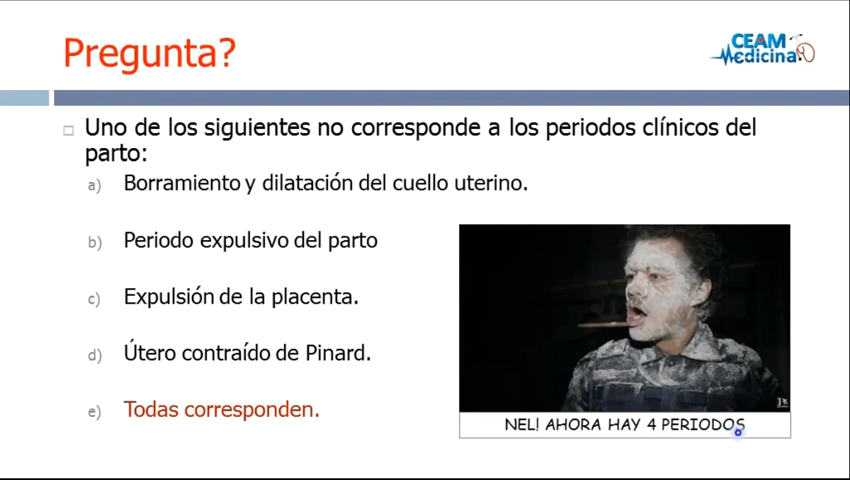 Pregunta?
CEAM
Medicina
Uno de los siguientes no corresponde a los periodos clínicos del
parto:
a) Borramiento y dilatación del cuello uterino.
b) Periodo expulsivo del parto
c) Expulsión de la placenta.
d) Útero contraído de Pinard.
e) Todas corresponden.
NEL! AHORA HAY 4 PERIODOS